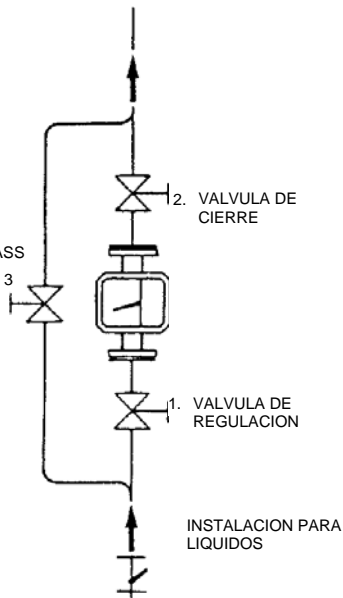 2. VALVULA DE
CIERRE
ASS
3
1. VALVULA DE
REGULACION
INSTALACION PARA
LIQUIDOS